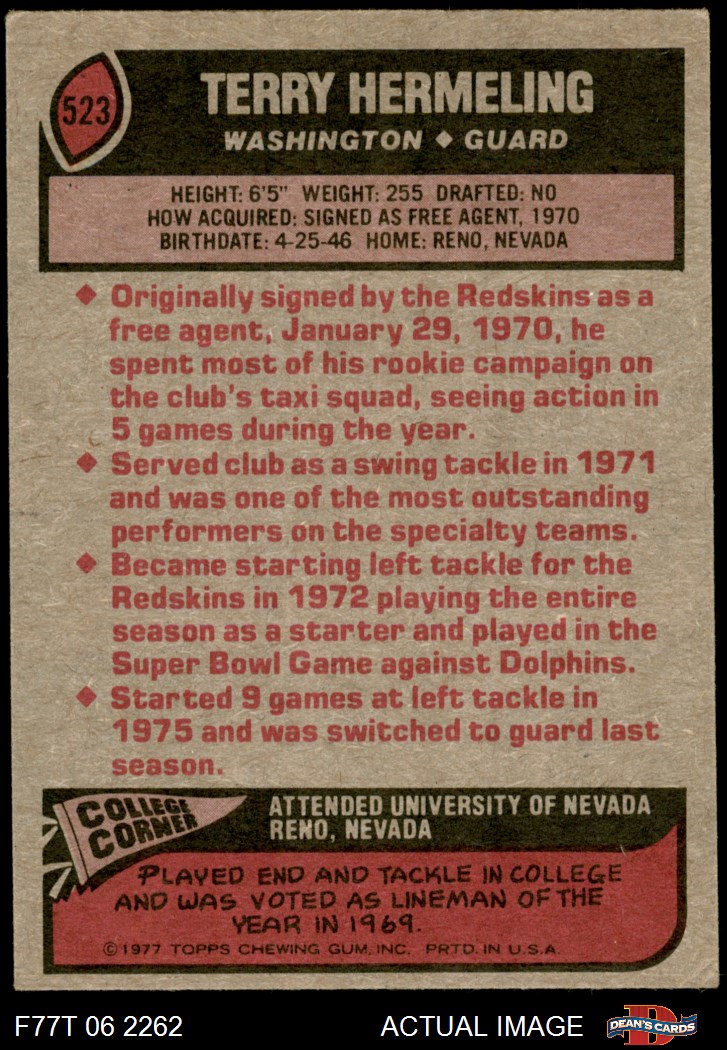 523
TERRY HERMELING
WASHINGTON ◆ GUARD
HEIGHT: 6'5" WEIGHT: 255 DRAFTED: NO
HOW ACQUIRED: SIGNED AS FREE AGENT, 1970
BIRTHDATE: 4-25-46 HOME: RENO, NEVADA
◆ Originally signed by the Redskins as a
free agent, January 29, 1970, he
spent most of his rookie campaign on
the club's taxi squad, seeing action in
5 games during the year.
◆ Served club as a swing tackle in 1971
and was one of the most outstanding
performers on the specialty teams.
◆ Became starting left tackle for the
Redskins in 1972 playing the entire
season as a starter and played in the
Super Bowl Game against Dolphins.
◆ Started 9 games at left tackle in
1975 and was switched to guard last
season.
COLLEGE
CORNER
ATTENDED UNIVERSITY OF NEVADA
RENO, NEVADA
PLAYED END AND TACKLE IN COLLEGE
AND WAS VOTED AS LINEMAN OF THE
YEAR IN 1969.
©1977 TOPPS CHEWING GUM, INC. PRTD. IN U.S.A.
F77T 06 2262
ACTUAL IMAGE
D
DEAN'S CARDS